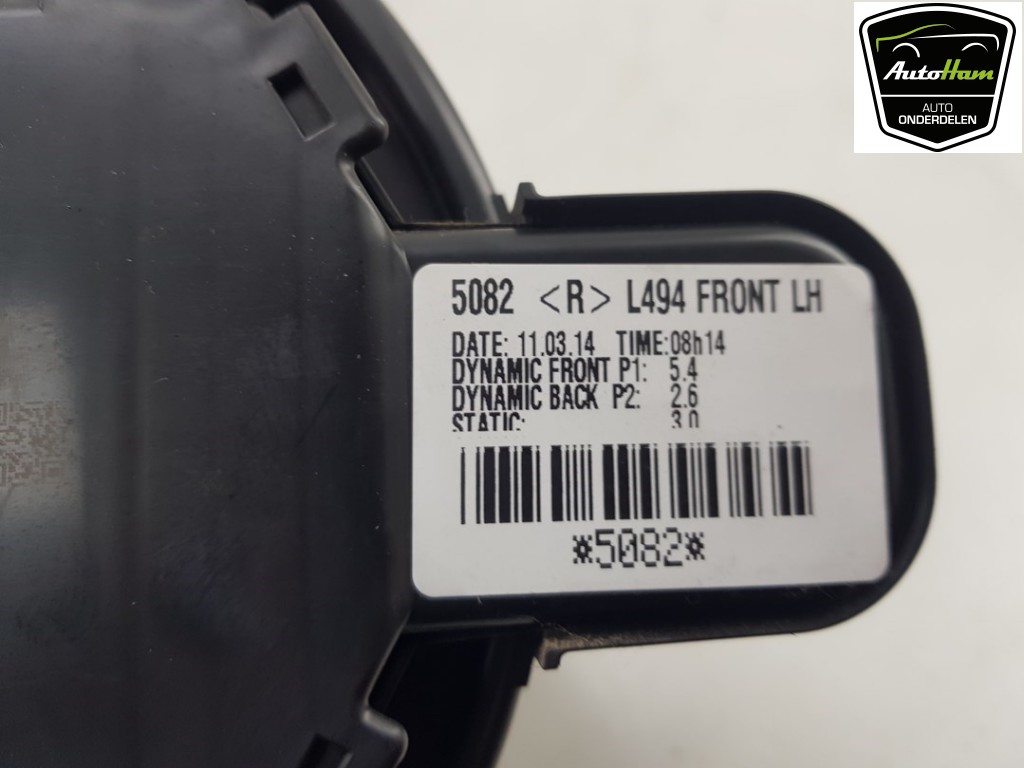 AutoHam
AUTO
ONDERDELEN
5082 <R> L494 FRONT LH
DATE: 11.03.14 TIME:08h14
DYNAMIC FRONT P1: 5.4
DYNAMIC BACK P2: 2.6
STATIC: 3.0
*5082*